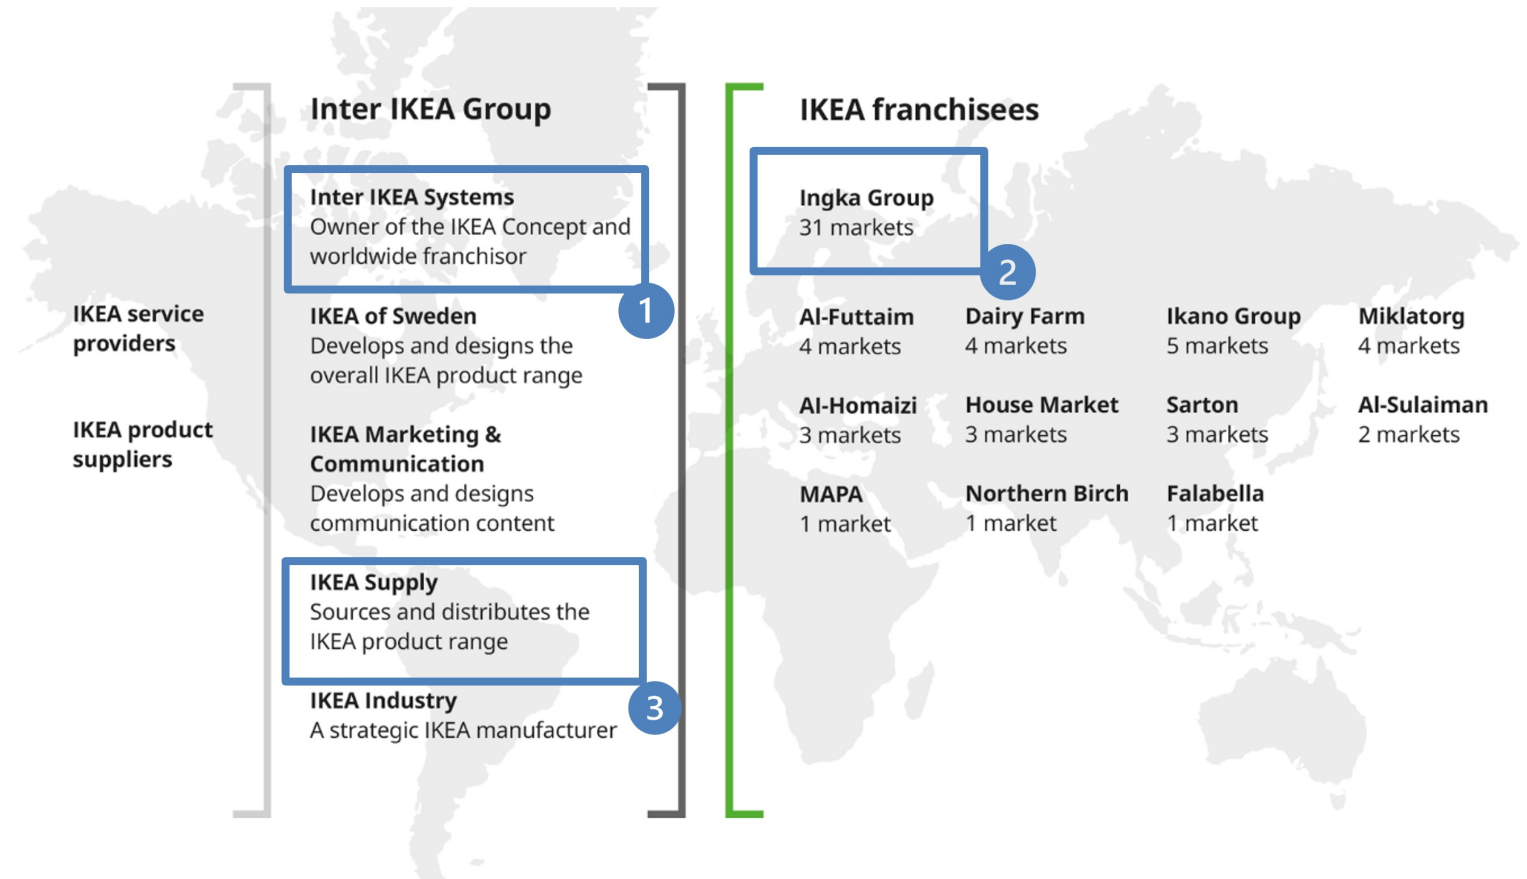 Inter IKEA Group
IKEA franchisees
IKEA service
providers
IKEA product
suppliers
Inter IKEA Systems
Owner of the IKEA Concept and
worldwide franchisor
1
IKEA of Sweden
Develops and designs the
overall IKEA product range
IKEA Marketing &
Communication
Develops and designs
communication content
IKEA Supply
Sources and distributes the
IKEA product range
3
IKEA Industry
A strategic IKEA manufacturer
Ingka Group
31 markets
2
Al-Futtaim
4 markets
Dairy Farm
4 markets
Ikano Group
5 markets
Miklatorg
4 markets
Al-Homaizi
3 markets
House Market
3 markets
Sarton
3 markets
Al-Sulaiman
2 markets
MAPA
1 market
Northern Birch
1 market
Falabella
1 market